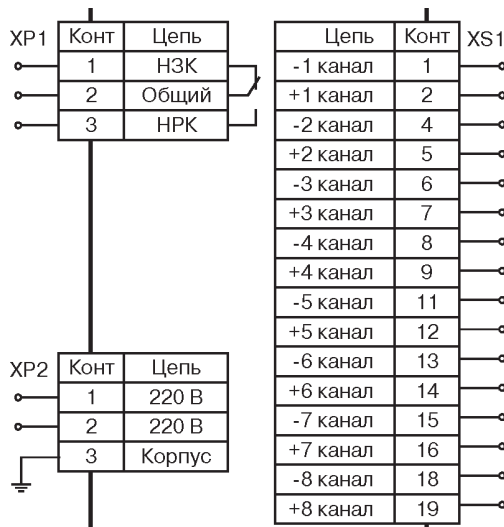 XP1
Конт Цепь
1 НЗК
2 Общий
3 НРК
XP2
Конт Цепь
1 220 В
2 220 В
3 Корпус
Цепь Конт XS1
-1 канал 1
+1 канал 2
-2 канал 4
+2 канал 5
-3 канал 6
+3 канал 7
-4 канал 8
+4 канал 9
-5 канал 11
+5 канал 12
-6 канал 13
+6 канал 14
-7 канал 15
+7 канал 16
-8 канал 18
+8 канал 19